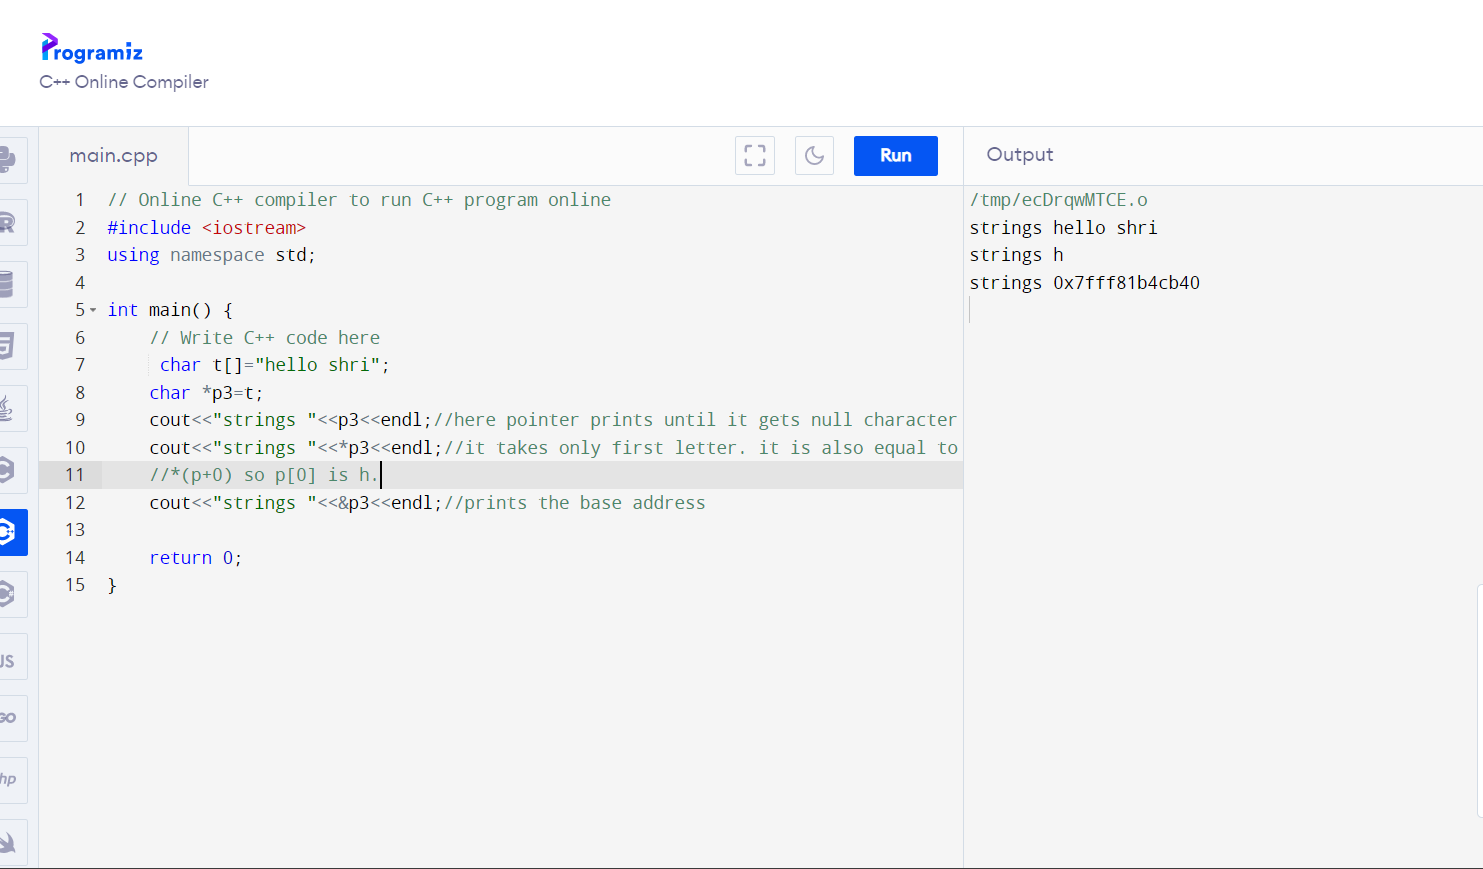 Programiz
C++ Online Compiler
main.cpp
Run
Output
1 // Online C++ compiler to run C++ program online
2 #include <iostream>
3 using namespace std;
4
5 int main() {
6 // Write C++ code here
7 char t[]="hello shri";
8 char *p3=t;
9 cout<<"strings "<<p3<<endl;//here pointer prints until it gets null character
10 cout<<"strings "<<*p3<<endl;//it takes only first letter. it is also equal to
11 //*(p+0) so p[0] is h.
12 cout<<"strings "<<&p3<<endl;//prints the base address
13
14 return 0;
15 }
/tmp/ecDrqwMTCE.o
strings hello shri
strings h
strings 0x7fff81b4cb40
R
5
C
C++
C#
JS
GO
hp